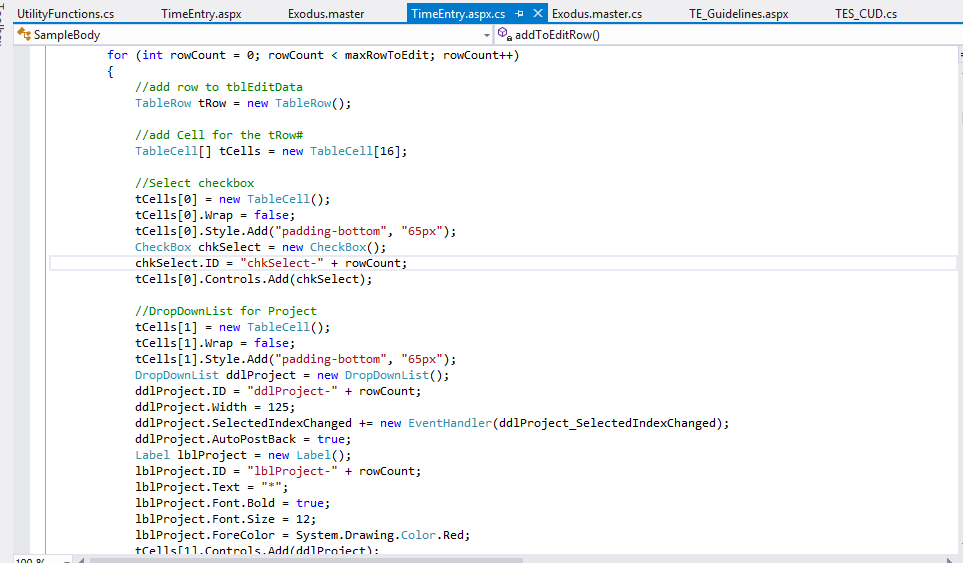 UtilityFunctions.cs TimeEntry.aspx Exodus.master TimeEntry.aspx.cs Exodus.master.cs TE_Guidelines.aspx TES_CUD.cs
SampleBody addToEditRow()
for (int rowCount = 0; rowCount < maxRowToEdit; rowCount++)
{
//add row to tblEditData
TableRow tRow = new TableRow();
//add Cell for the tRow#
TableCell[] tCells = new TableCell[16];
//Select checkbox
tCells[0] = new TableCell();
tCells[0].Wrap = false;
tCells[0].Style.Add("padding-bottom", "65px");
CheckBox chkSelect = new CheckBox();
chkSelect.ID = "chkSelect-" + rowCount;
tCells[0].Controls.Add(chkSelect);
//DropDownList for Project
tCells[1] = new TableCell();
tCells[1].Wrap = false;
tCells[1].Style.Add("padding-bottom", "65px");
DropDownList ddlProject = new DropDownList();
ddlProject.ID = "ddlProject-" + rowCount;
ddlProject.Width = 125;
ddlProject.SelectedIndexChanged += new EventHandler(ddlProject_SelectedIndexChanged);
ddlProject.AutoPostBack = true;
Label lblProject = new Label();
lblProject.ID = "lblProject-" + rowCount;
lblProject.Text = "*";
lblProject.Font.Bold = true;
lblProject.Font.Size = 12;
lblProject.ForeColor = System.Drawing.Color.Red;
tCells[1].Controls.Add(ddlProject);
100 %